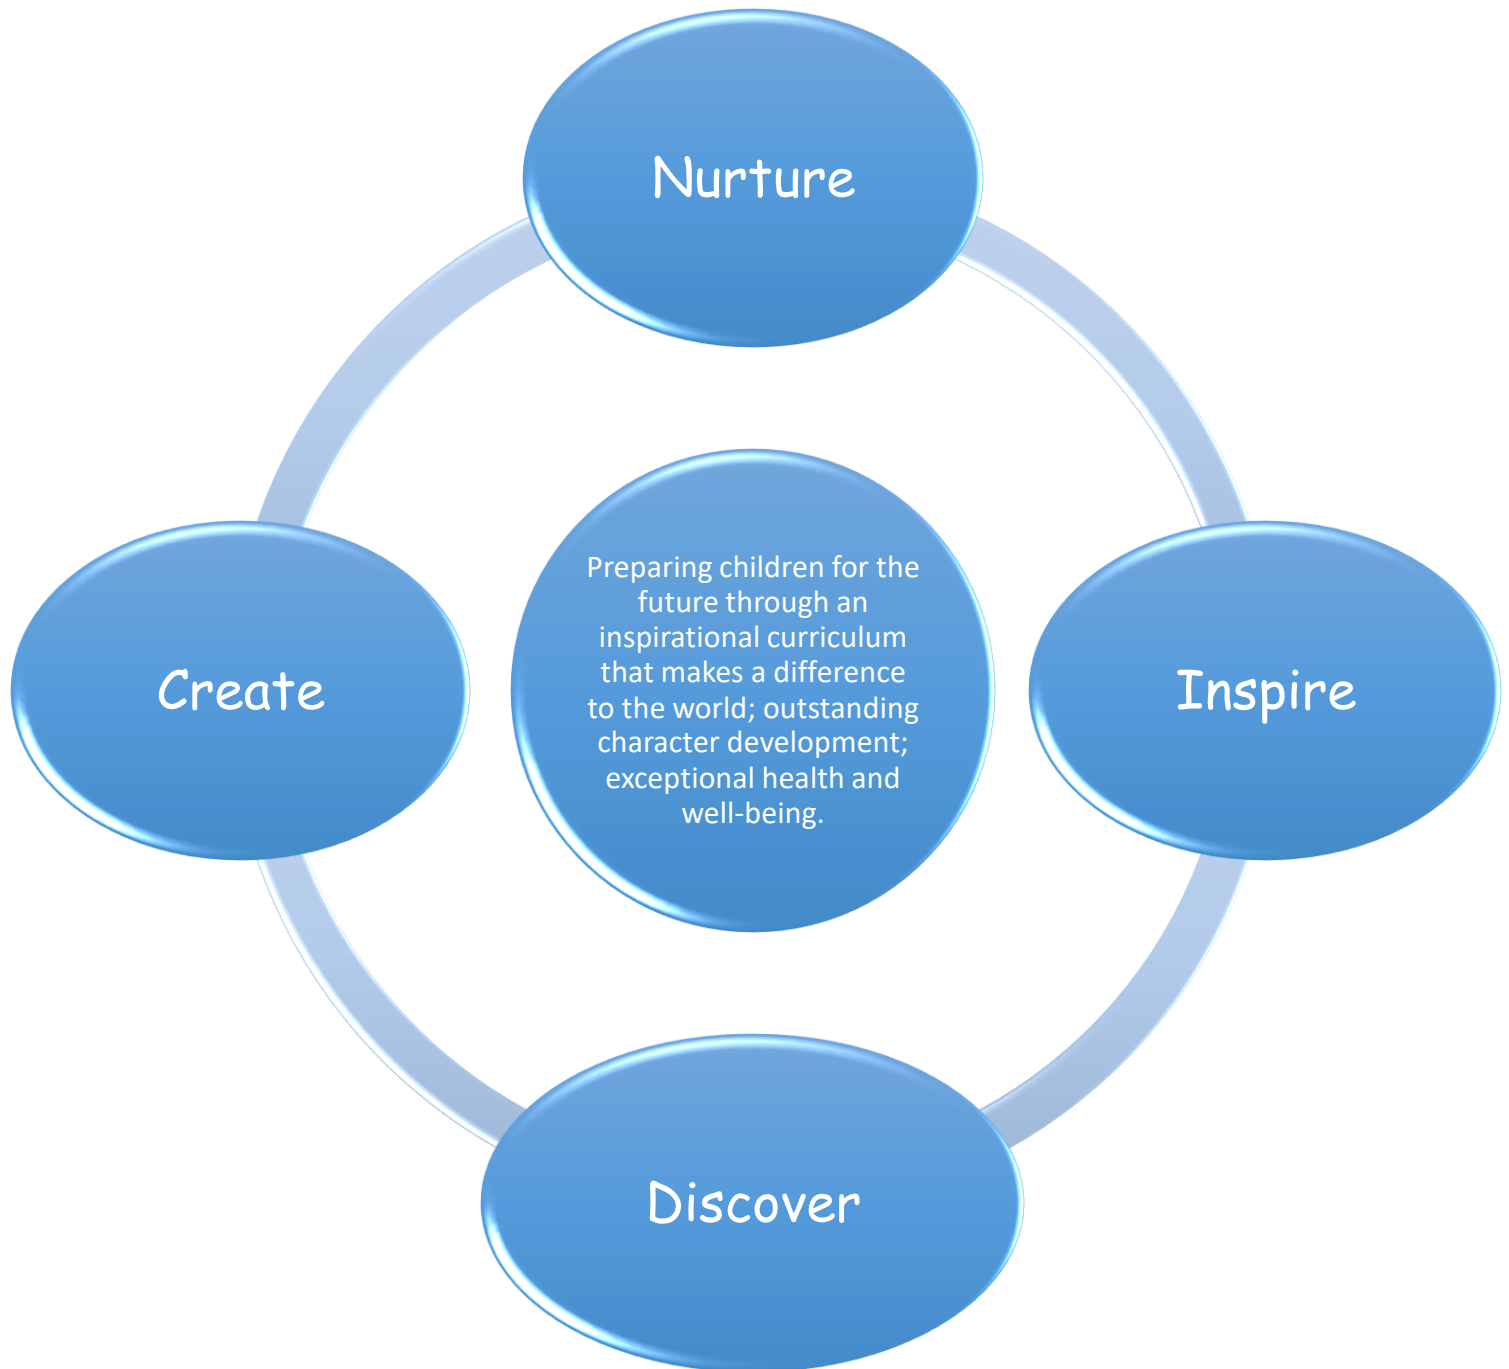 Nurture
Create
Preparing children for the
future through an
inspirational curriculum
that makes a difference
to the world; outstanding
character development;
exceptional health and
well-being.
Inspire
Discover